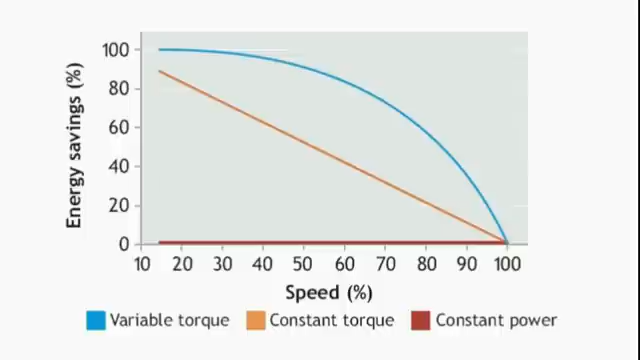 100
80
60
40
20
0
Energy savings (%)
10 20 30 40 50 60 70 80 90 100
Speed (%)
Variable torque Constant torque Constant power